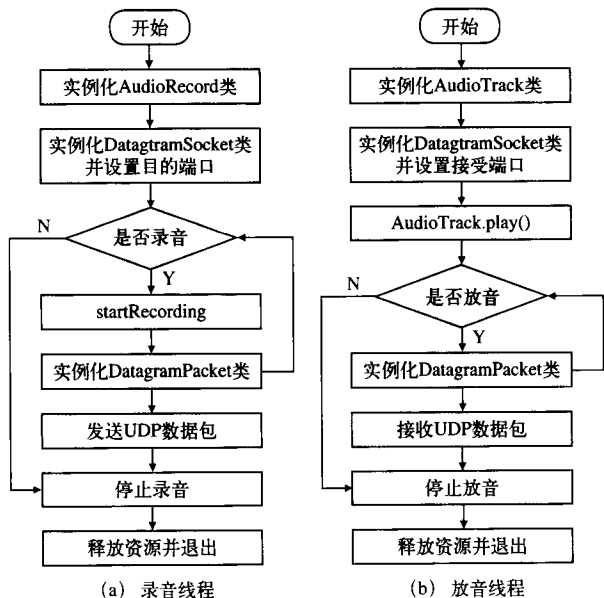 开始
实例化AudioRecord类
实例化DatagtramSocket类
并设置目的端口
N
是否录音
Y
startRecording
实例化DatagramPacket类
发送UDP数据包
停止录音
释放资源并退出
(a) 录音线程
开始
实例化AudioTrack类
实例化DatagtramSocket类
并设置接受端口
AudioTrack.play()
N
是否放音
Y
实例化DatagramPacket类
接收UDP数据包
停止放音
释放资源并退出
(b) 放音线程